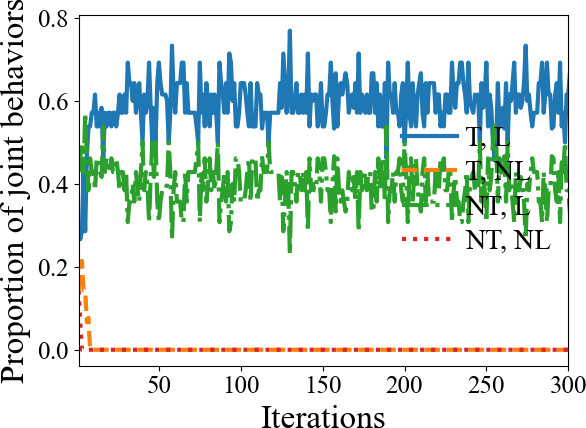 Proportion of joint behaviors
0.8
0.6
0.4
0.2
0.0
T, L
T, NL
NT, L
NT, NL
50
100
150
200
250
300
Iterations